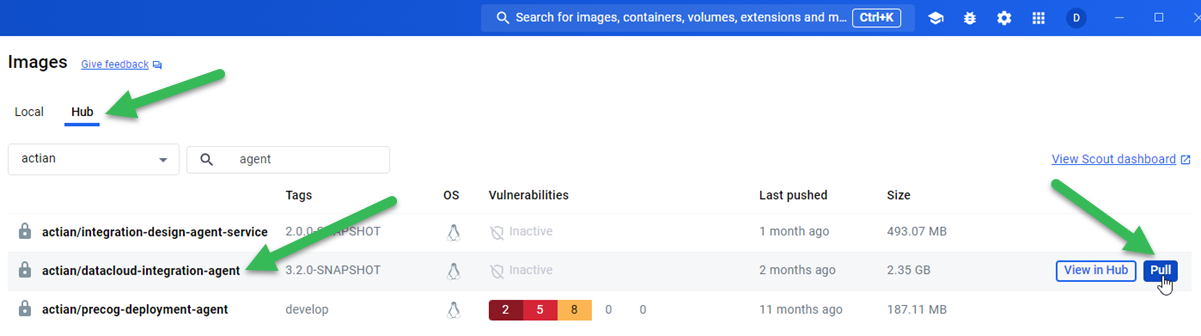 Search for images, containers, volumes, extensions and m... Ctrl+K D
Images Give feedback
Local Hub
actian agent View Scout dashboard
Tags OS Vulnerabilities Last pushed Size
actian/integration-design-agent-service 2.0.0-SNAPSHOT Inactive 1 month ago 493.07 MB
actian/datacloud-integration-agent 3.2.0-SNAPSHOT Inactive 2 months ago 2.35 GB View in Hub Pull
actian/precog-deployment-agent develop 2 5 8 0 0 11 months ago 187.11 MB